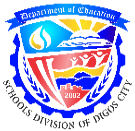 Department of Education
2002
SCHOOLS DIVISION OF DIGOS CITY